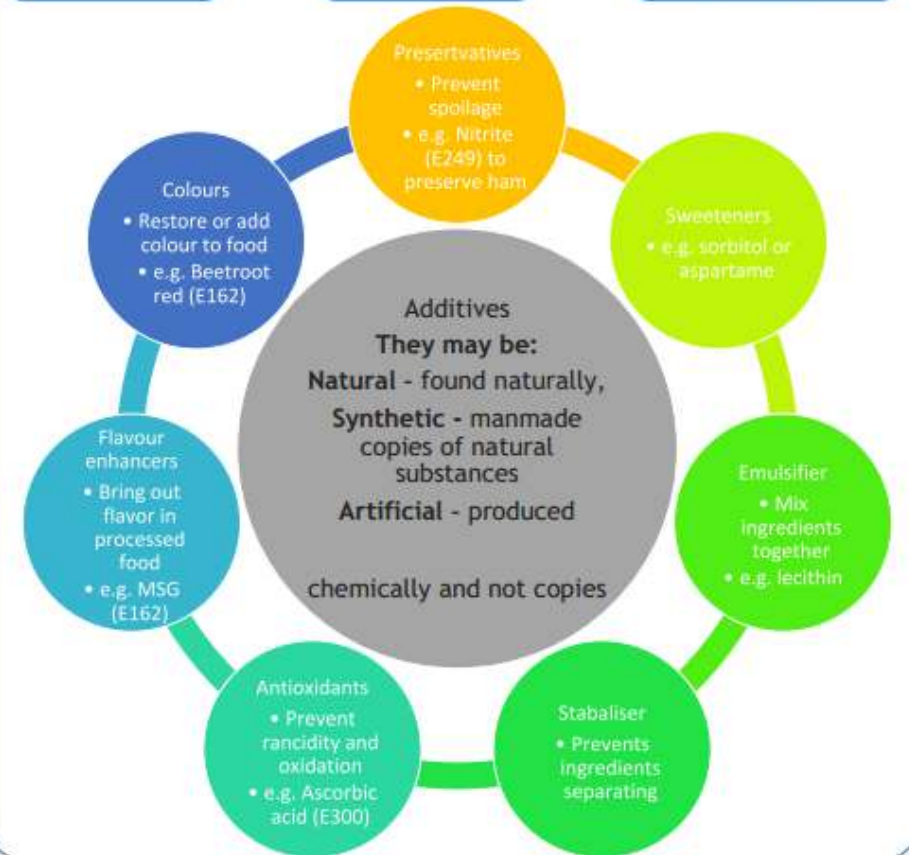 Presertvatives
• Prevent
spoilage
• e.g. Nitrite
(E249) to
preserve ham
Sweeteners
• e.g. sorbitol or
aspartame
Emulsifier
• Mix
ingredients
together
• e.g. lecithin
Stabaliser
• Prevents
ingredients
separating
Antioxidants
• Prevent
rancidity and
oxidation
• e.g. Ascorbic
acid (E300)
Flavour
enhancers
• Bring out
flavor in
processed
food
• e.g. MSG
(E162)
Colours
• Restore or add
colour to food
• e.g. Beetroot
red (E162)
Additives
They may be:
Natural - found naturally,
Synthetic - manmade
copies of natural
substances
Artificial - produced
chemically and not copies